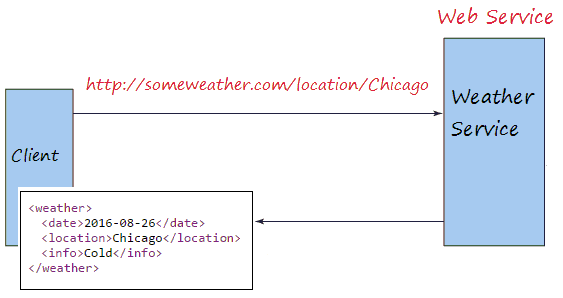 Web Service
http://someweather.com/location/Chicago
Weather
Service
Client
<weather>
  <date>2016-08-26</date>
  <location>Chicago</location>
  <info>Cold</info>
</weather>